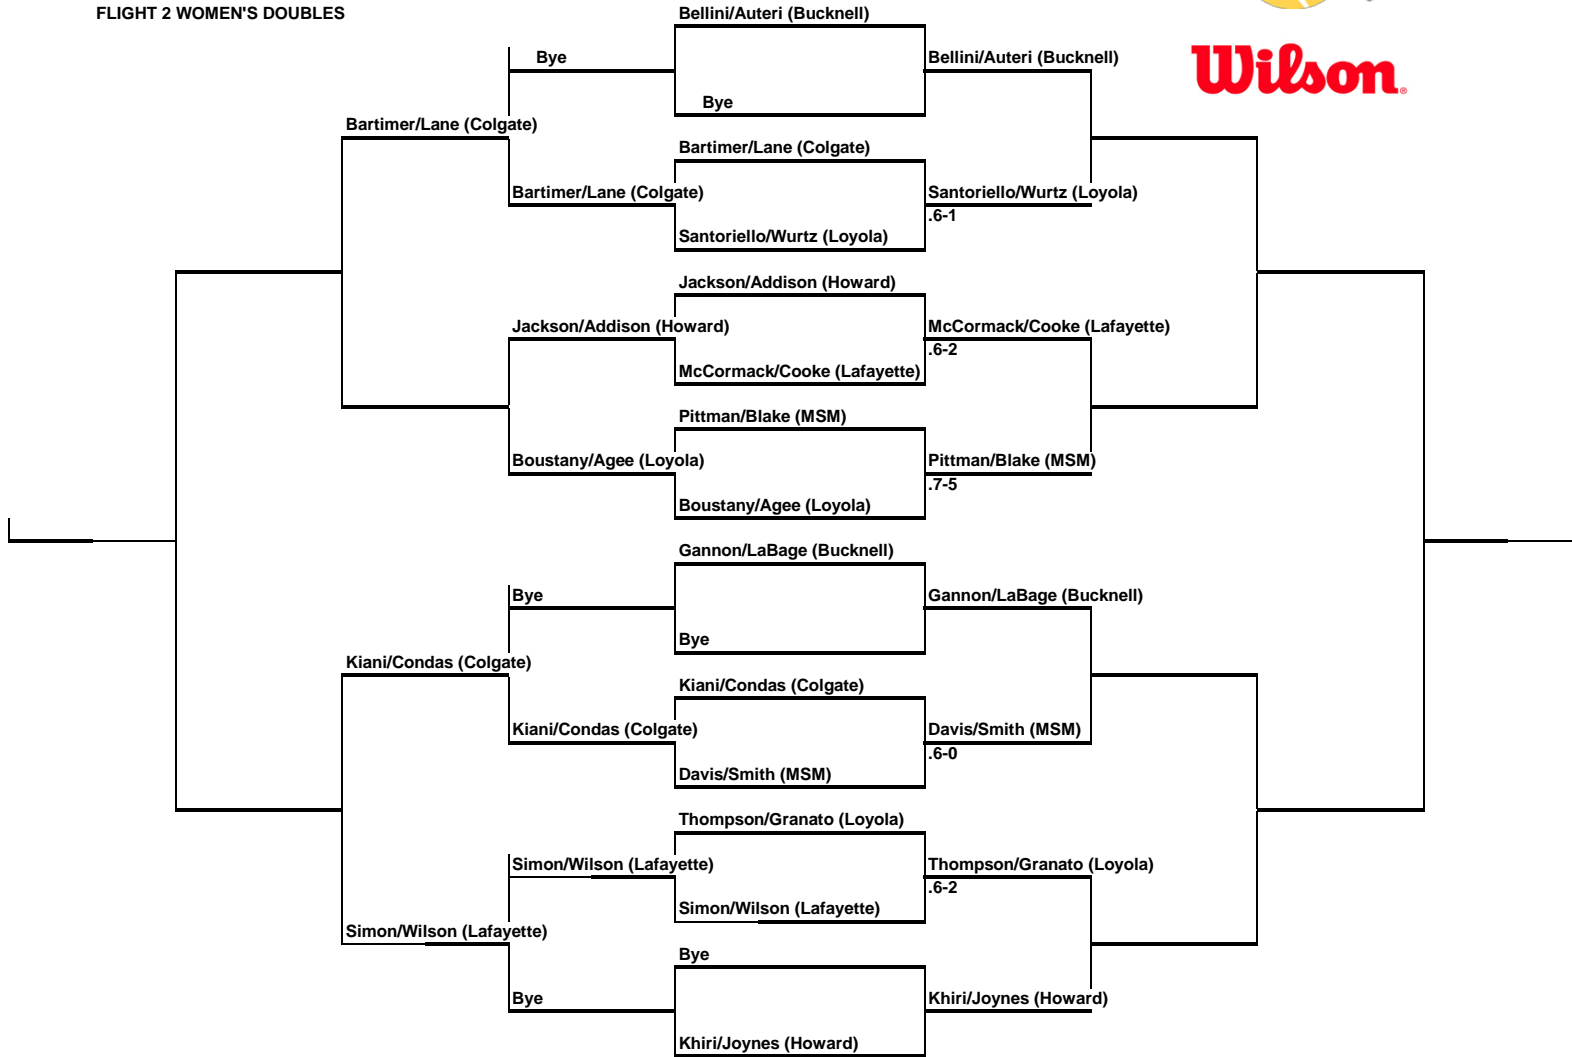 FLIGHT 2 WOMEN'S DOUBLES
Bellini/Auteri (Bucknell)
Bye
Bellini/Auteri (Bucknell)
Wilson®
Bye
Bartimer/Lane (Colgate)
Bartimer/Lane (Colgate)
Bartimer/Lane (Colgate)
Santoriello/Wurtz (Loyola)
.6-1
Santoriello/Wurtz (Loyola)
Jackson/Addison (Howard)
Jackson/Addison (Howard)
McCormack/Cooke (Lafayette)
.6-2
McCormack/Cooke (Lafayette)
Pittman/Blake (MSM)
Boustany/Agee (Loyola)
Pittman/Blake (MSM)
.7-5
Boustany/Agee (Loyola)
Gannon/LaBage (Bucknell)
Bye
Gannon/LaBage (Bucknell)
Bye
Kiani/Condas (Colgate)
Kiani/Condas (Colgate)
Kiani/Condas (Colgate)
Davis/Smith (MSM)
.6-0
Davis/Smith (MSM)
Thompson/Granato (Loyola)
Simon/Wilson (Lafayette)
Thompson/Granato (Loyola)
.6-2
Simon/Wilson (Lafayette)
Simon/Wilson (Lafayette)
Bye
Bye
Khiri/Joynes (Howard)
Khiri/Joynes (Howard)